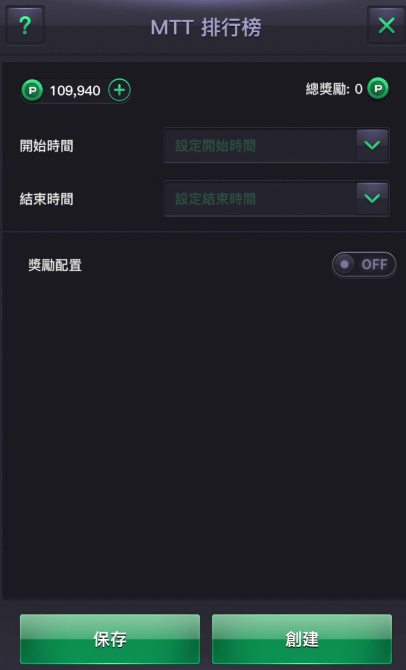 ?
MTT 排行榜
P 109,940 +
總獎勵: 0 P
開始時間
設定開始時間
結束時間
設定結束時間
獎勵配置
OFF
保存
創建